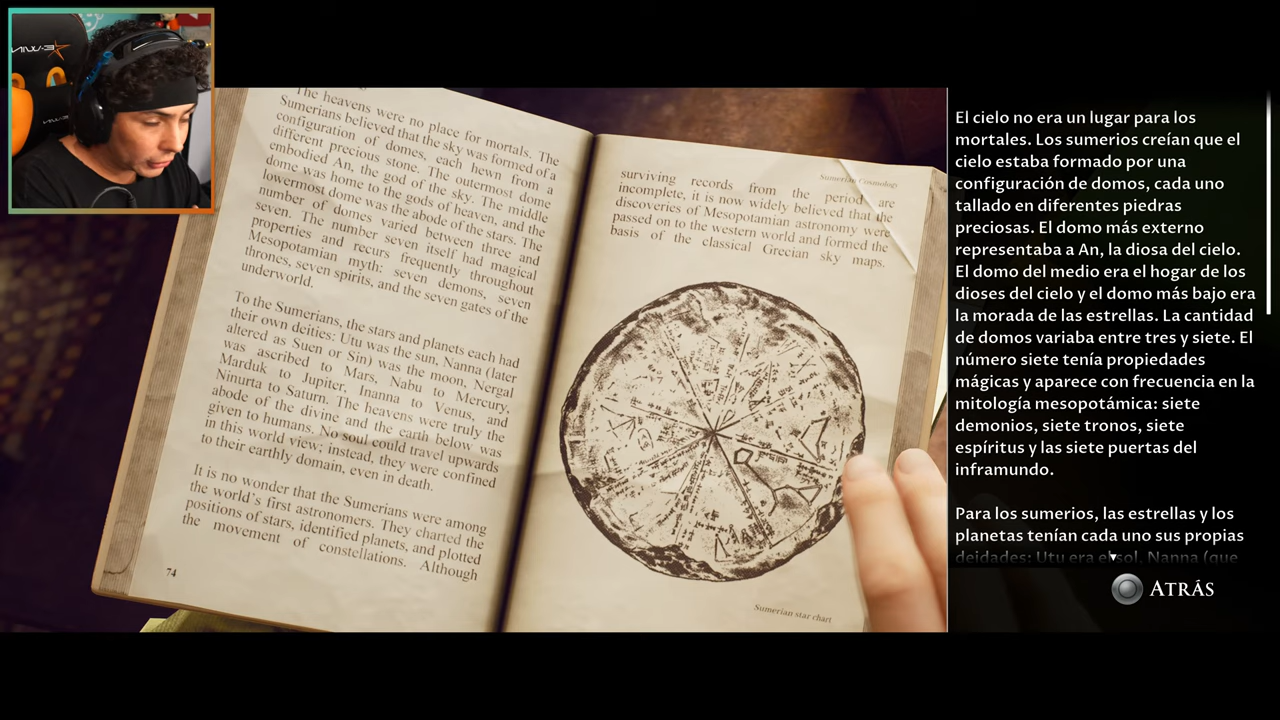 The heavens were no place for mortals. The
Sumerians believed that the sky was formed of a
configuration of domes, each hewn from a
different precious stone. The outermost dome
embodied An, the god of the sky. The middle
dome was home to the gods of heaven, and the
lowermost dome was the abode of the stars. The
number of domes varied between three and
seven. The number seven itself had magical
properties and recurs frequently throughout
Mesopotamian myth: seven demons, seven
thrones, seven spirits, and the seven gates of the
underworld.
To the Sumerians, the stars and planets each had
their own deities: Utu was the sun, Nanna (later
altered as Suen or Sin) was the moon, Nergal
was ascribed to Mars, Nabu to Mercury,
Marduk to Jupiter, Inanna to Venus, and
Ninurta to Saturn. The heavens were truly the
abode of the divine and the earth below was
given to humans. No soul could travel upwards
in this world view; instead, they were confined
to their earthly domain, even in death.
It is no wonder that the Sumerians were among
the world's first astronomers. They charted the
positions of stars, identified planets, and plotted
the movement of constellations. Although
74
Sumerian Cosmology
surviving records from the period are
incomplete, it is now widely believed that the
discoveries of Mesopotamian astronomy were
passed on to the western world and formed the
basis of the classical Grecian sky maps.
Sumerian star chart
El cielo no era un lugar para los
mortales. Los sumerios creían que el
cielo estaba formado por una
configuración de domos, cada uno
tallado en diferentes piedras
preciosas. El domo más externo
representaba a An, la diosa del cielo.
El domo del medio era el hogar de los
dioses del cielo y el domo más bajo era
la morada de las estrellas. La cantidad
de domos variaba entre tres y siete. El
número siete tenía propiedades
mágicas y aparece con frecuencia en la
mitología mesopotámica: siete
demonios, siete tronos, siete
espíritus y las siete puertas del
inframundo.
Para los sumerios, las estrellas y los
planetas tenían cada uno sus propias
deidades: Utu era el sol, Nanna (que
ATRÁS